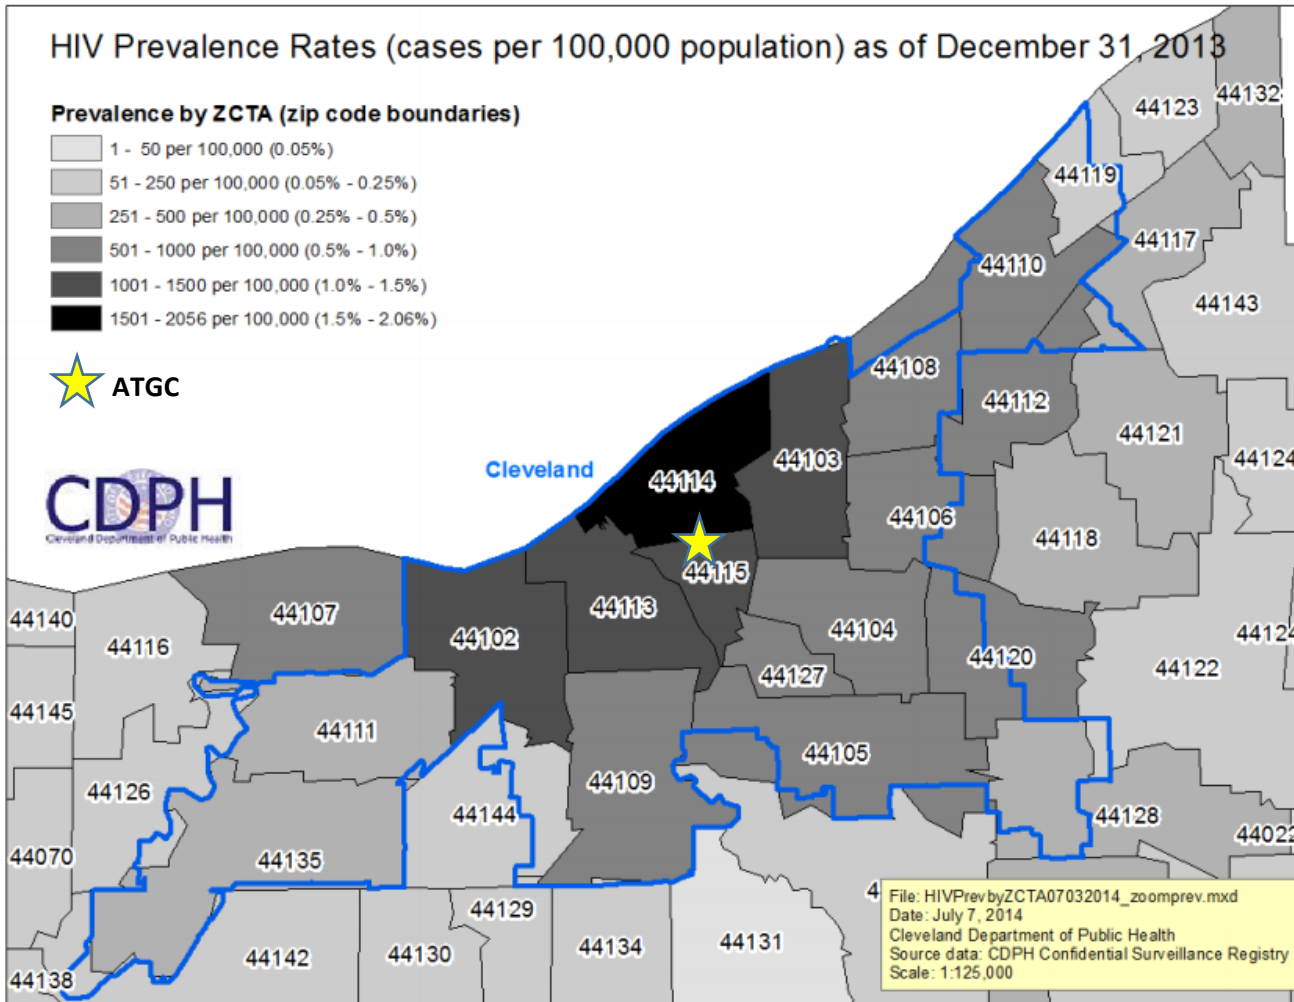 HIV Prevalence Rates (cases per 100,000 population) as of December 31, 2013
Prevalence by ZCTA (zip code boundaries)
1 - 50 per 100,000 (0.05%)
51 - 250 per 100,000 (0.05% - 0.25%)
251 - 500 per 100,000 (0.25% - 0.5%)
501 - 1000 per 100,000 (0.5% - 1.0%)
1001 - 1500 per 100,000 (1.0% - 1.5%)
1501 - 2056 per 100,000 (1.5% - 2.06%)
ATGC
CDPH
Cleveland Department of Public Health
Cleveland
44132
44123
44119
44117
44110
44143
44108
44112
44121
44124
44103
44114
44106
44118
44115
44113
44107
44140
44116
44102
44104
44120
44124
44122
44127
44145
44111
44105
44109
44126
44144
44128
44022
44070
44135
44129
44142
44130
44134
44131
44138
File: HIVPrevbyZCTA07032014_zoomprev.mxd
Date: July 7, 2014
Cleveland Department of Public Health
Source data: CDPH Confidential Surveillance Registry
Scale: 1:125,000